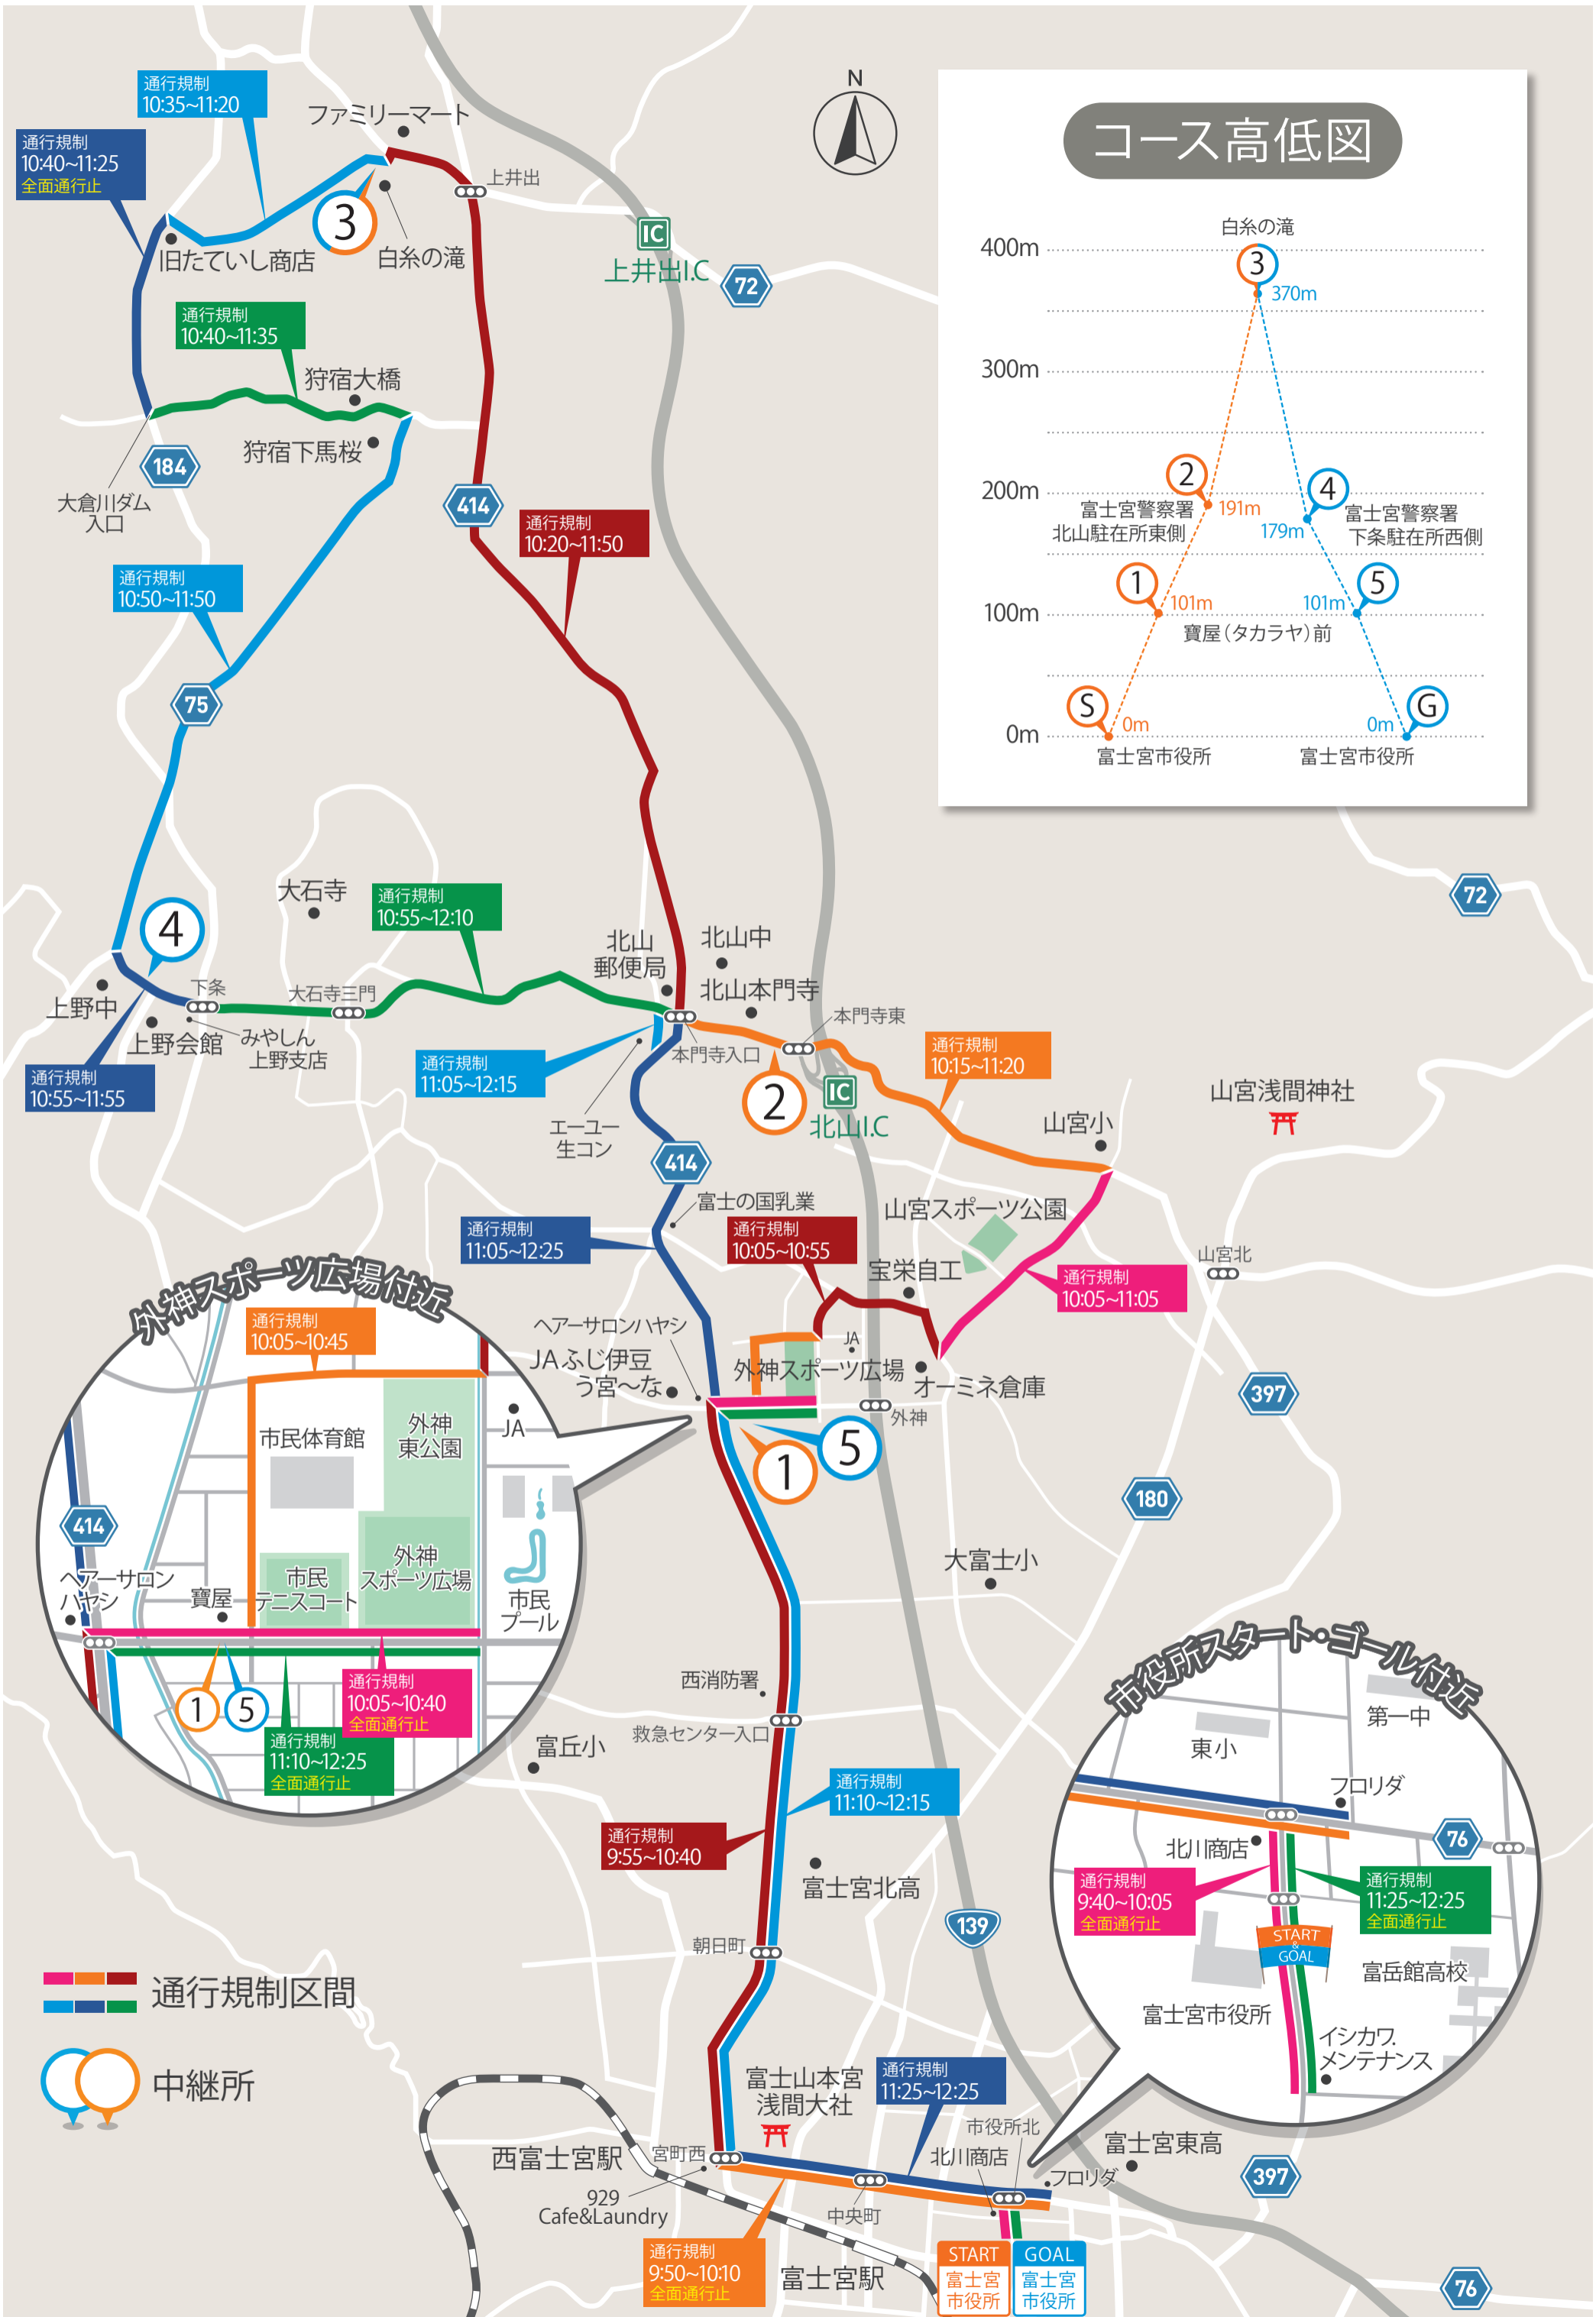 通行規制
10:35~11:20
通行規制
10:40~11:25
全面通行止
ファミリーマート
上井出
3
旧たていし商店
白糸の滝
IC
上井出I.C
72
N
コース高低図
白糸の滝
400m
3
370m
300m
2
200m
191m
富士宮警察署
北山駐在所東側
4
179m
富士宮警察署
下条駐在所西側
1
5
100m
101m
101m
寶屋(タカラヤ)前
S
G
0m
0m
0m
富士宮市役所
富士宮市役所
通行規制
10:40~11:35
狩宿大橋
狩宿下馬桜
184
大倉川ダム
入口
414
通行規制
10:20~11:50
通行規制
10:50~11:50
75
72
大石寺
通行規制
10:55~12:10
4
北山
郵便局
北山中
北山本門寺
上野中
下条
大石寺三門
上野会館
みやしん
上野支店
本門寺東
本門寺入口
通行規制
10:55~11:55
通行規制
11:05~12:15
通行規制
10:15~11:20
2
IC
北山I.C
エーユー
生コン
山宮小
山宮浅間神社
414
富士の国乳業
山宮スポーツ公園
通行規制
11:05~12:25
通行規制
10:05~10:55
宝栄自工
通行規制
10:05~11:05
山宮北
ヘアーサロンハヤシ
JAふじ伊豆
う宮~な
JA
外神スポーツ広場
オーミネ倉庫
外神
397
1
5
180
外神スポーツ広場付近
通行規制
10:05~10:45
市民体育館
外神
東公園
JA
414
ヘアーサロン
ハヤシ
寶屋
市民
テニスコート
外神
スポーツ広場
市民
プール
1
5
通行規制
10:05~10:40
全面通行止
通行規制
11:10~12:25
全面通行止
大富士小
西消防署
救急センター入口
富丘小
通行規制
11:10~12:15
通行規制
9:55~10:40
富士宮北高
139
朝日町
市役所スタート・ゴール付近
第一中
東小
フロリダ
76
北川商店
通行規制
9:40~10:05
全面通行止
通行規制
11:25~12:25
全面通行止
START
&
GOAL
富岳館高校
富士宮市役所
イシカワ
メンテナンス
通行規制区間
中継所
富士山本宮
浅間大社
通行規制
11:25~12:25
市役所北
北川商店
富士宮東高
西富士宮駅
宮町西
フロリダ
397
929
Cafe&Laundry
中央町
通行規制
9:50~10:10
全面通行止
富士宮駅
START
富士宮
市役所
GOAL
富士宮
市役所
76